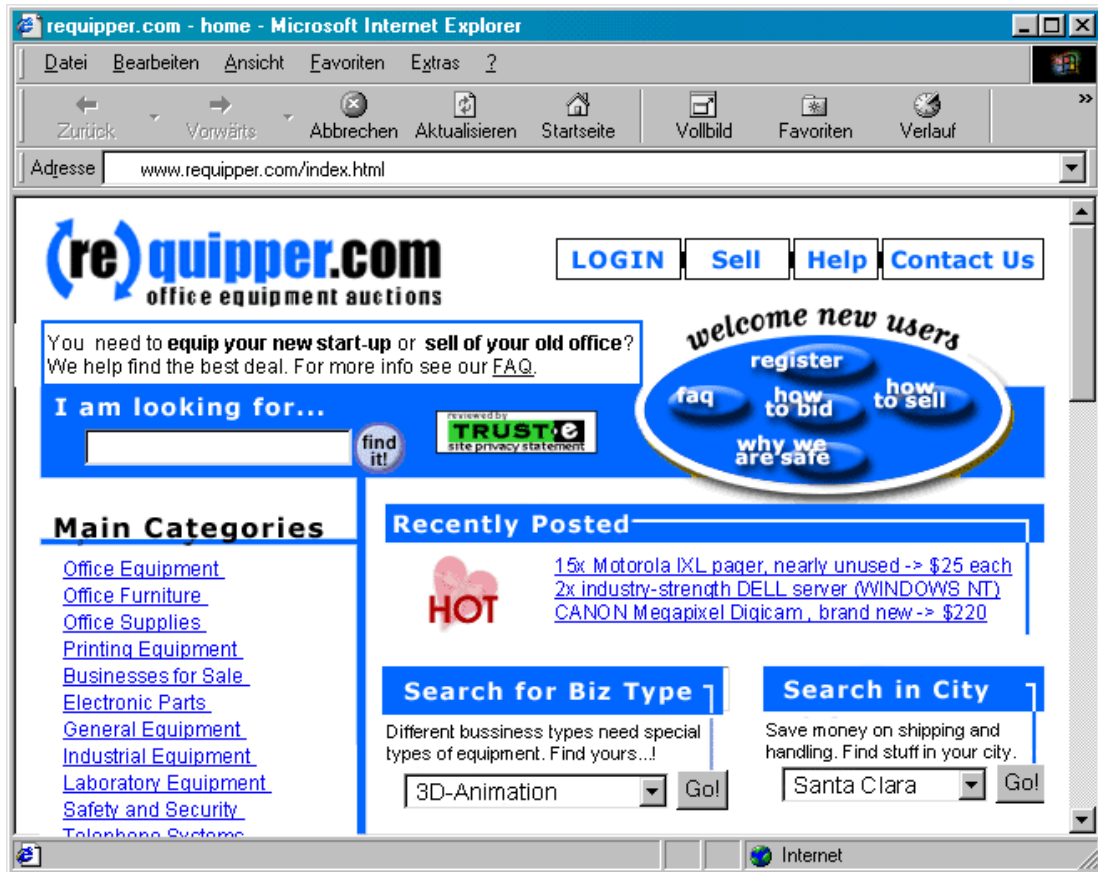 requipper.com - home - Microsoft Internet Explorer
Datei Bearbeiten Ansicht Favoriten Extras ?
Zurück Vorwärts Abbrechen Aktualisieren Startseite Vollbild Favoriten Verlauf »
Adresse www.requipper.com/index.html
(re)quipper.com
office equipment auctions
LOGIN Sell Help Contact Us
You need to equip your new start-up or sell of your old office?
We help find the best deal. For more info see our FAQ.
welcome new users
register
faq
how to bid
how to sell
why we are safe
I am looking for...
find it!
reviewed by
TRUST·e
site privacy statement
Main Categories
Office Equipment
Office Furniture
Office Supplies
Printing Equipment
Businesses for Sale
Electronic Parts
General Equipment
Industrial Equipment
Laboratory Equipment
Safety and Security
Telephone Systems
Recently Posted
HOT
15x Motorola IXL pager, nearly unused -> $25 each
2x industry-strength DELL server (WINDOWS NT)
CANON Megapixel Digicam , brand new -> $220
Search for Biz Type
Different bussiness types need special
types of equipment. Find yours...!
3D-Animation Go!
Search in City
Save money on shipping and
handling. Find stuff in your city.
Santa Clara Go!
Internet